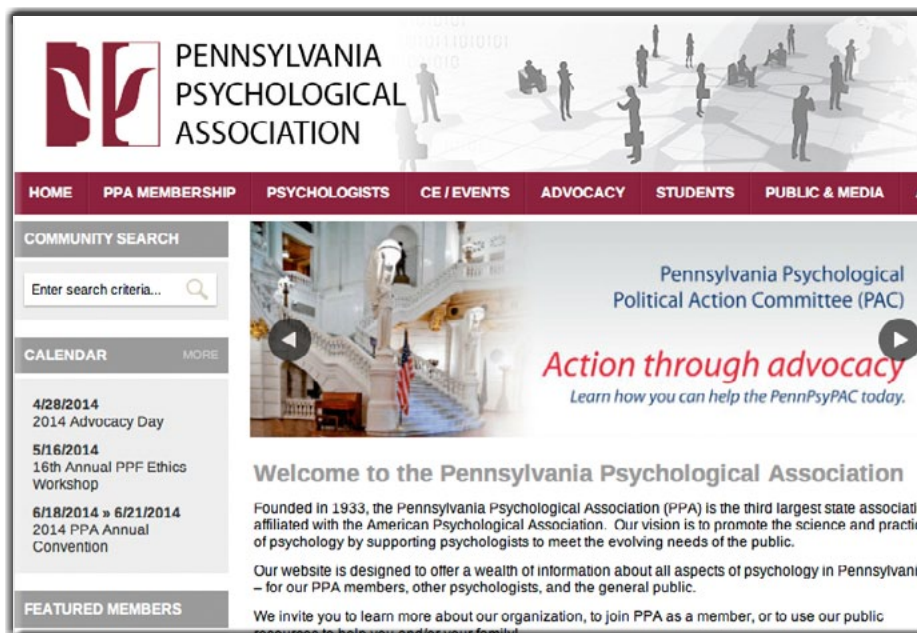 PENNSYLVANIA
PSYCHOLOGICAL
ASSOCIATION
HOME PPA MEMBERSHIP PSYCHOLOGISTS CE / EVENTS ADVOCACY STUDENTS PUBLIC & MEDIA
COMMUNITY SEARCH
Enter search criteria...
CALENDAR MORE
4/28/2014
2014 Advocacy Day
5/16/2014
16th Annual PPF Ethics
Workshop
6/18/2014 » 6/21/2014
2014 PPA Annual
Convention
FEATURED MEMBERS
Pennsylvania Psychological
Political Action Committee (PAC)
Action through advocacy
Learn how you can help the PennPsyPAC today.
Welcome to the Pennsylvania Psychological Association
Founded in 1933, the Pennsylvania Psychological Association (PPA) is the third largest state associati
affiliated with the American Psychological Association. Our vision is to promote the science and practic
of psychology by supporting psychologists to meet the evolving needs of the public.
Our website is designed to offer a wealth of information about all aspects of psychology in Pennsylvani
– for our PPA members, other psychologists, and the general public.
We invite you to learn more about our organization, to join PPA as a member, or to use our public
resources to help you and/or your family!